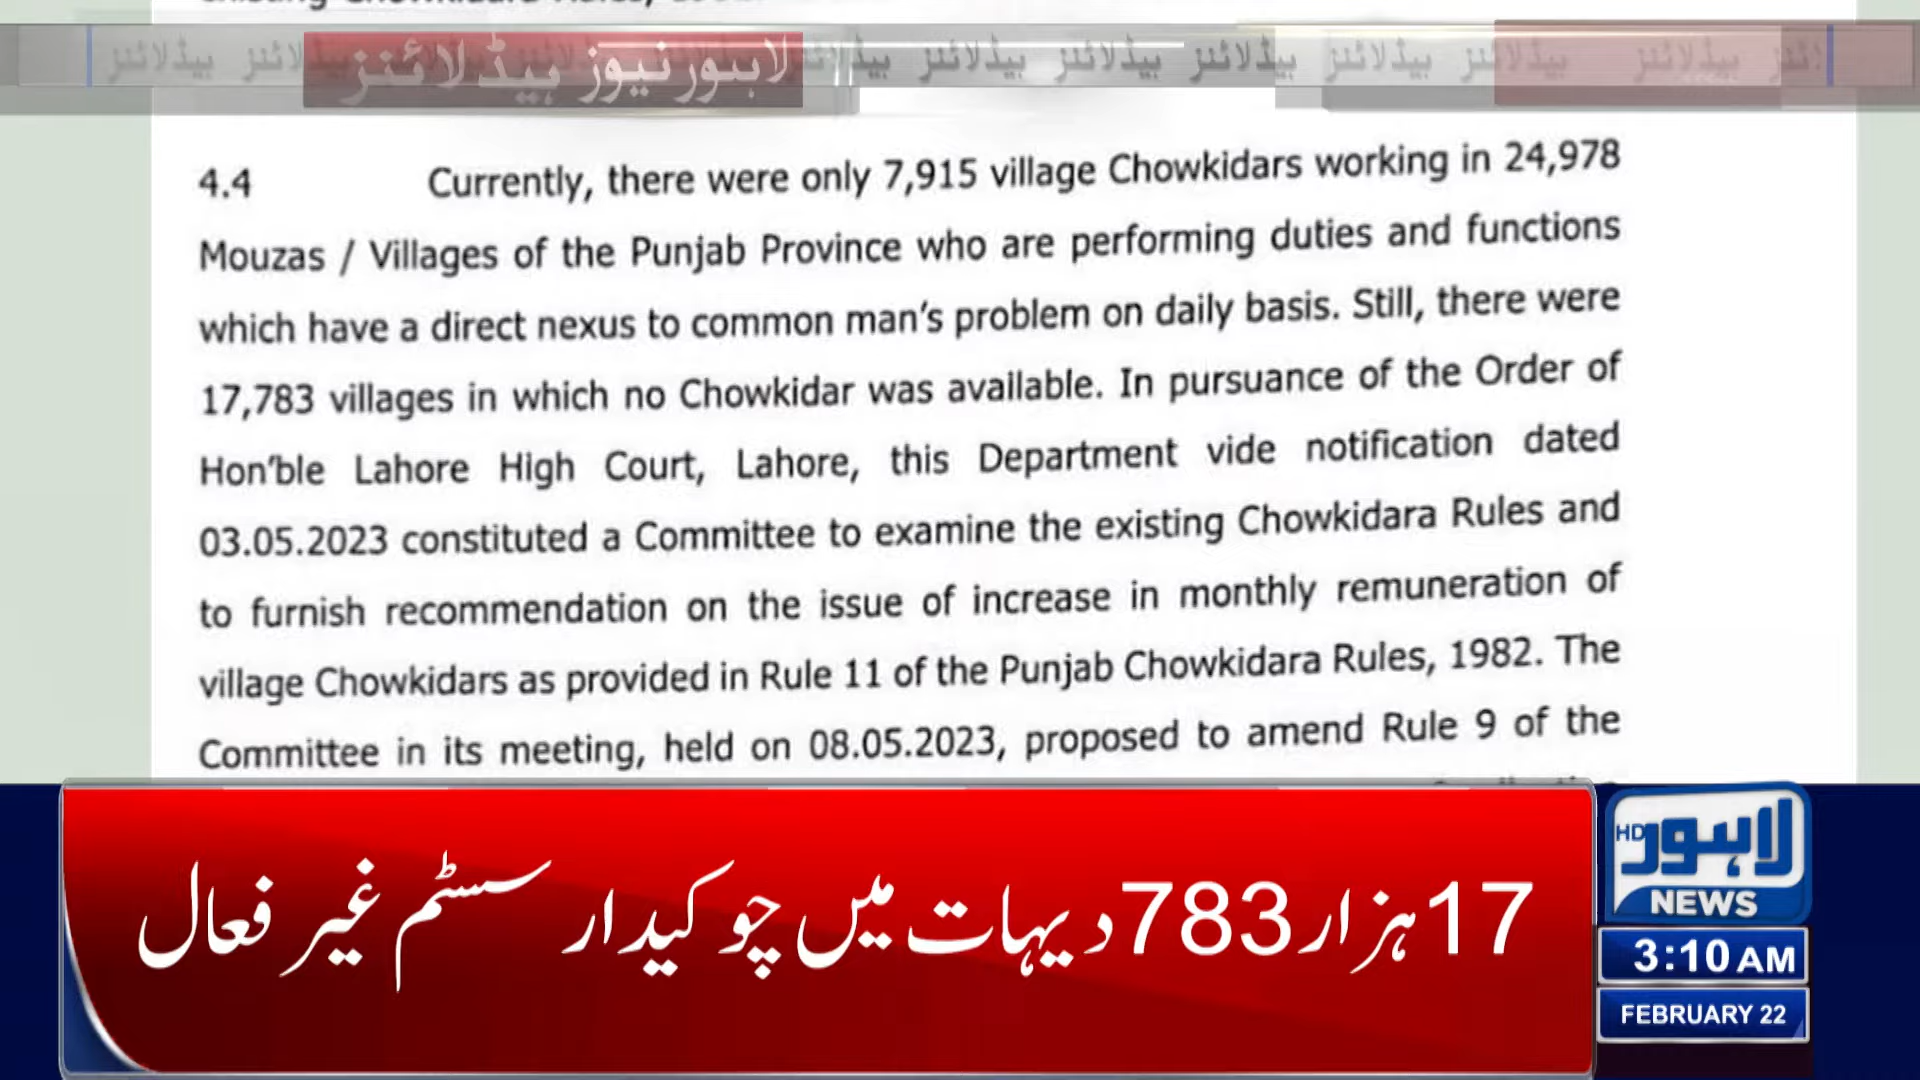 لاہور نیوز ہیڈلائنز
ہیڈلائنز ہیڈلائنز ہیڈلائنز ہیڈلائنز ہیڈلائنز
4.4 Currently, there were only 7,915 village Chowkidars working in 24,978
Mouzas / Villages of the Punjab Province who are performing duties and functions
which have a direct nexus to common man’s problem on daily basis. Still, there were
17,783 villages in which no Chowkidar was available. In pursuance of the Order of
Hon’ble Lahore High Court, Lahore, this Department vide notification dated
03.05.2023 constituted a Committee to examine the existing Chowkidara Rules and
to furnish recommendation on the issue of increase in monthly remuneration of
village Chowkidars as provided in Rule 11 of the Punjab Chowkidara Rules, 1982. The
Committee in its meeting, held on 08.05.2023, proposed to amend Rule 9 of the
17ہزار783دیہات میں چوکیدار سسٹم غیر فعال
لاہور HD
NEWS
3:10 AM
FEBRUARY 22